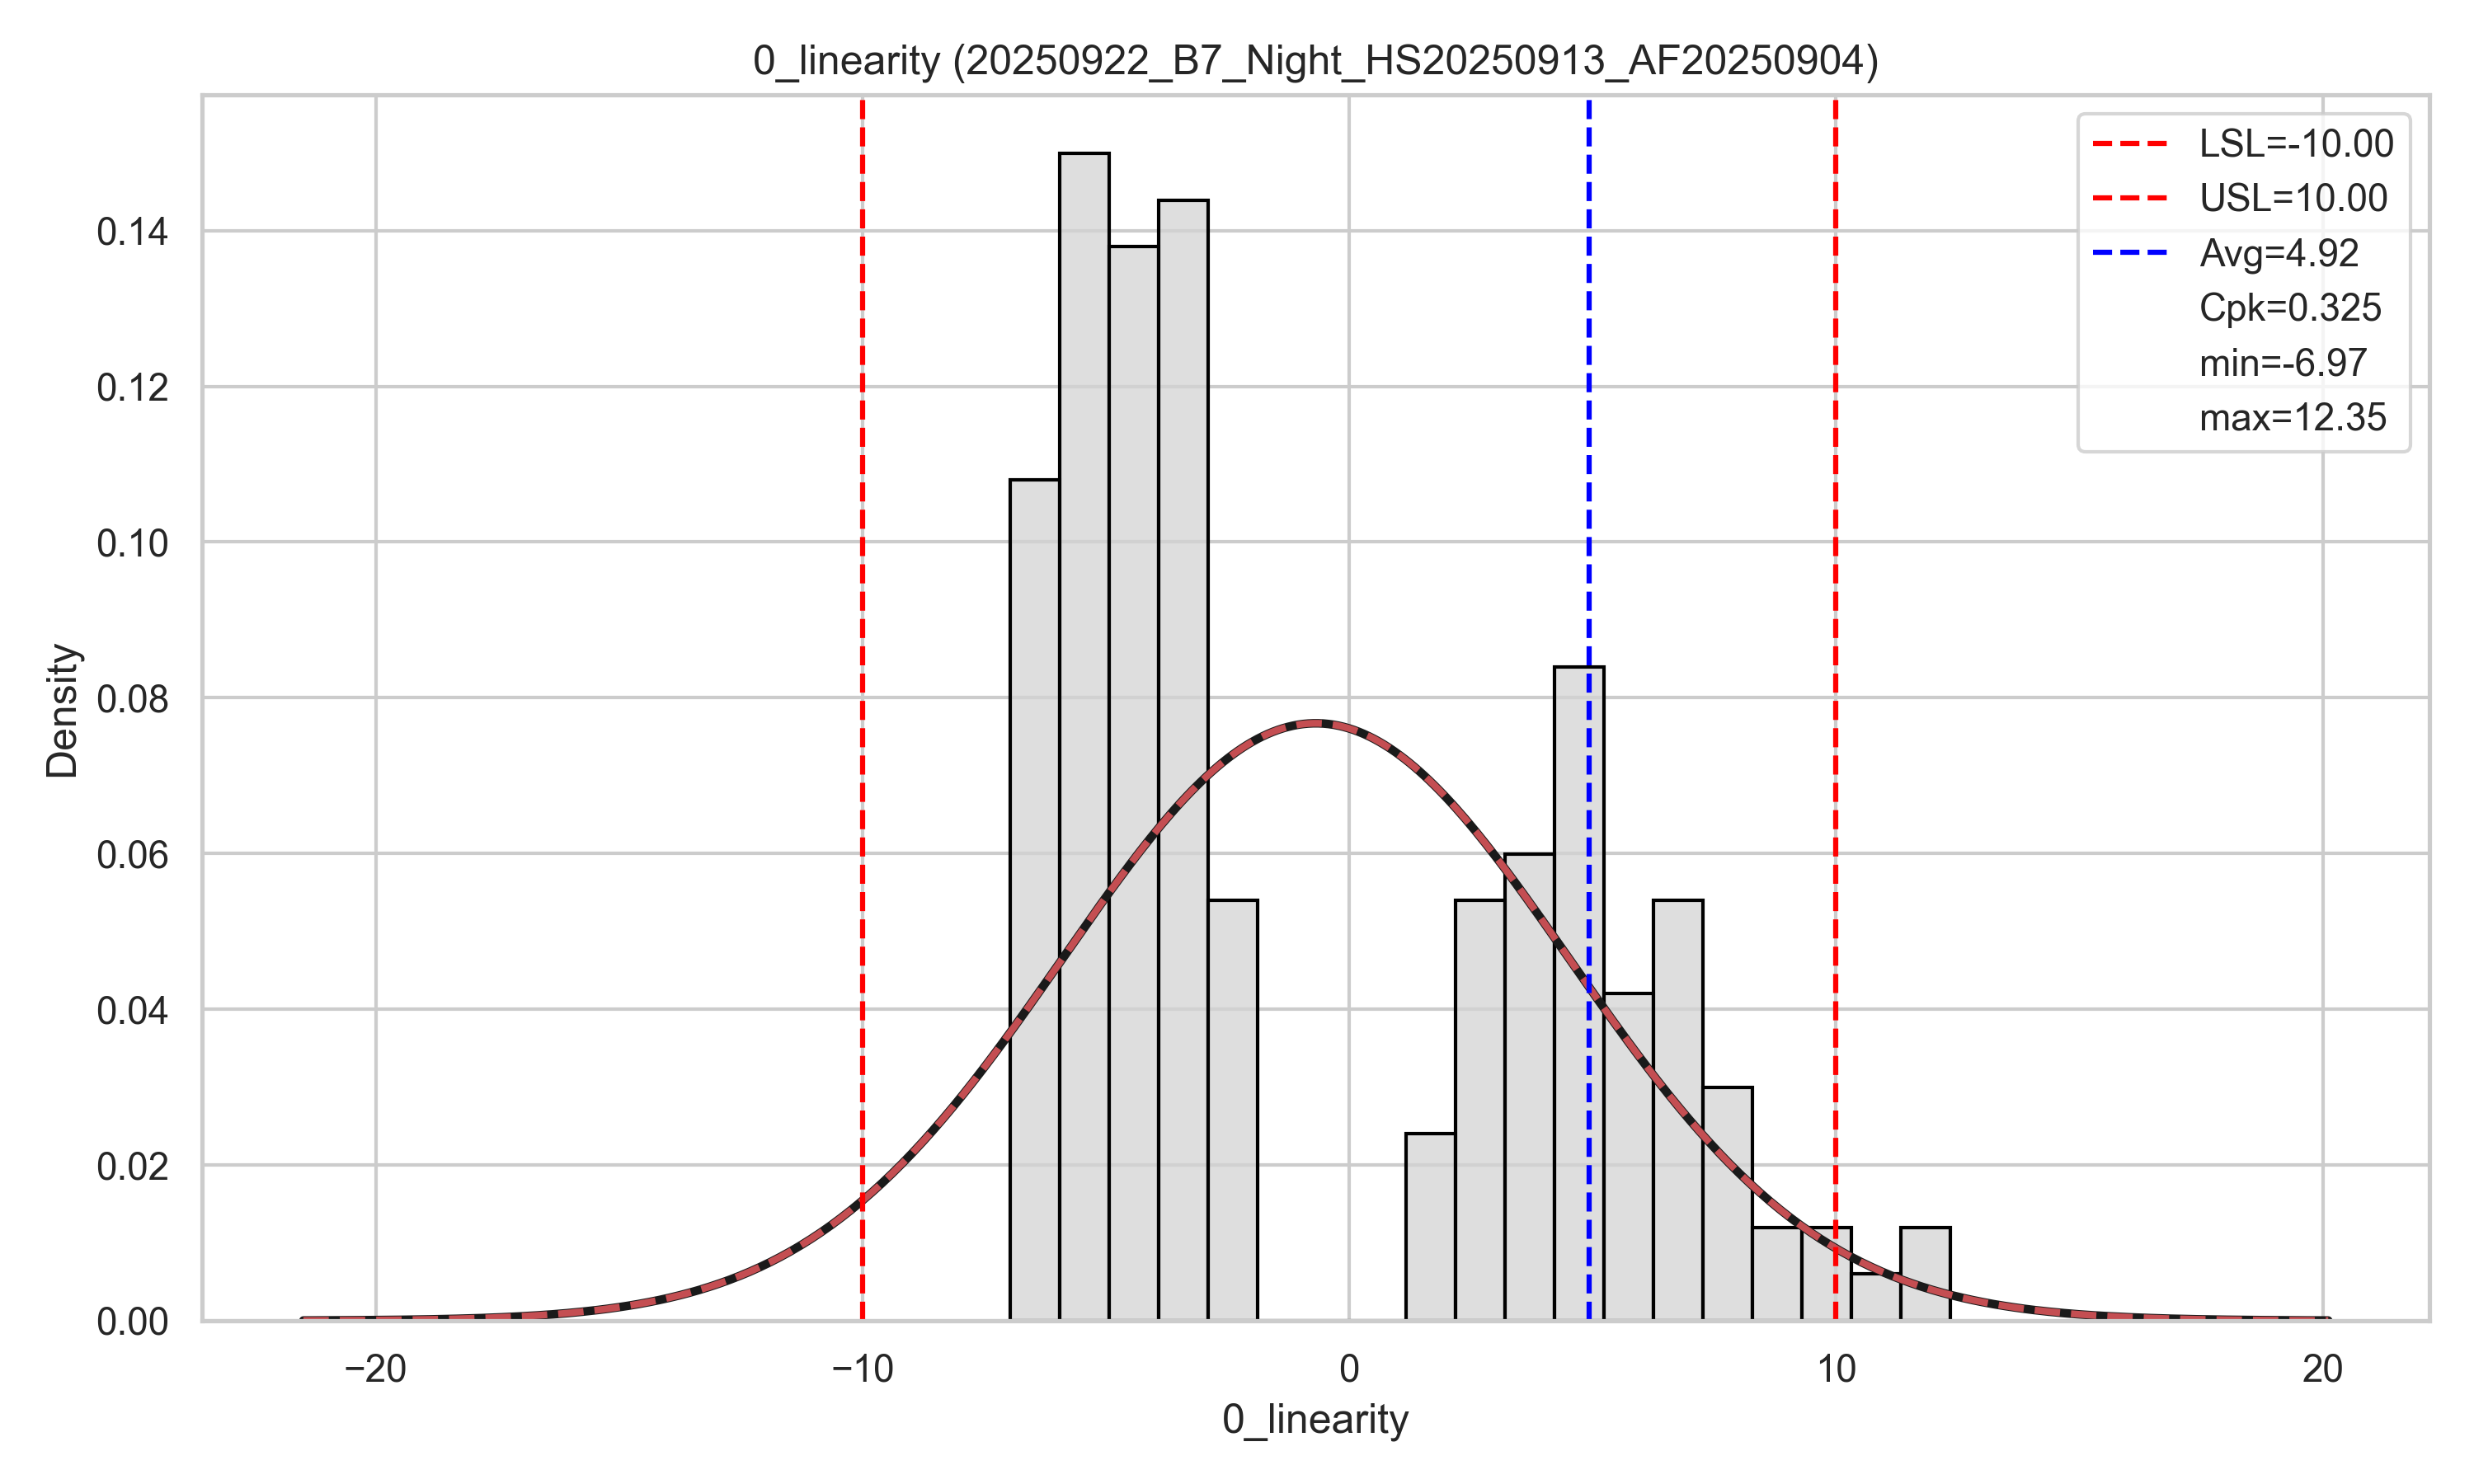 0_linearity (20250922_B7_Night_HS20250913_AF20250904)
LSL=-10.00
USL=10.00
Avg=4.92
Cpk=0.325
min=-6.97
max=12.35
Density
0.14
0.12
0.10
0.08
0.06
0.04
0.02
0.00
−20
−10
0
10
20
0_linearity